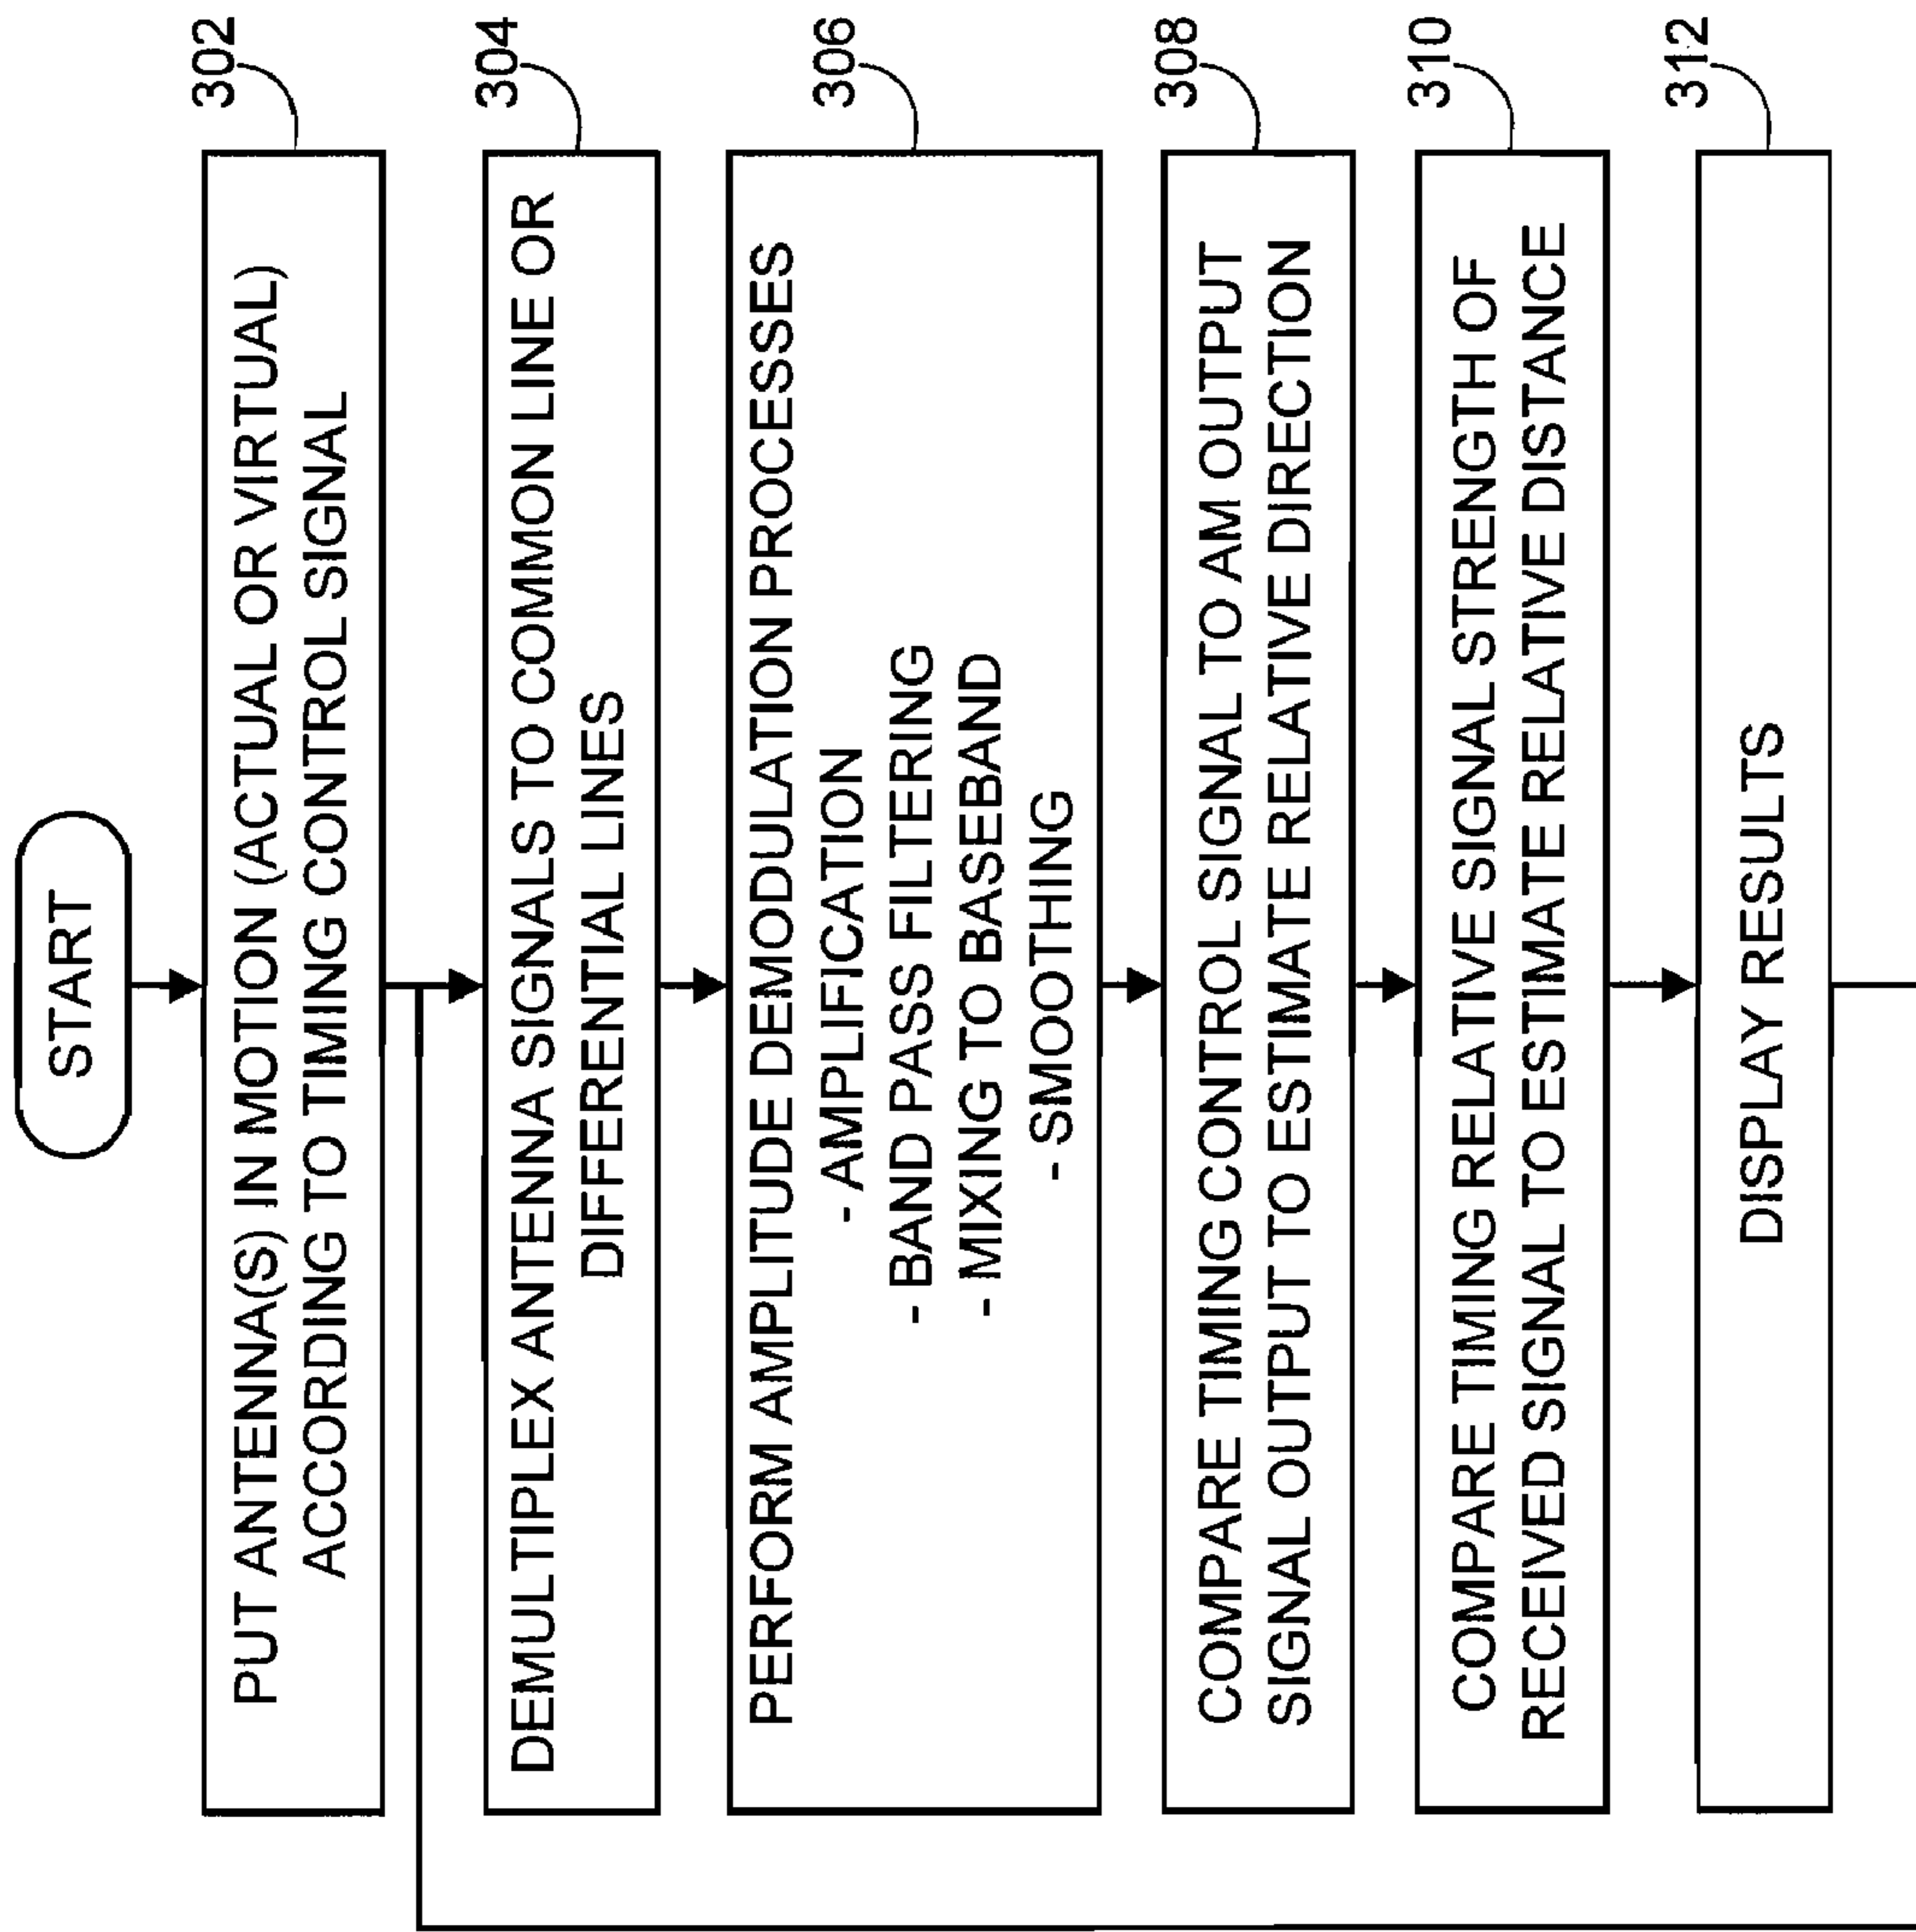 START
302
PUT ANTENNA(S) IN MOTION (ACTUAL OR VIRTUAL)
ACCORDING TO TIMING CONTROL SIGNAL
304
DEMULTIPLEX ANTENNA SIGNALS TO COMMON LINE OR
DIFFERENTIAL LINES
306
PERFORM AMPLITUDE DEMODULATION PROCESSES
- AMPLIFICATION
- BAND PASS FILTERING
- MIXING TO BASEBAND
- SMOOTHING
308
COMPARE TIMING CONTROL SIGNAL TO AM OUTPUT
SIGNAL OUTPUT TO ESTIMATE RELATIVE DIRECTION
310
COMPARE TIMING RELATIVE SIGNAL STRENGTH OF
RECEIVED SIGNAL TO ESTIMATE RELATIVE DISTANCE
312
DISPLAY RESULTS